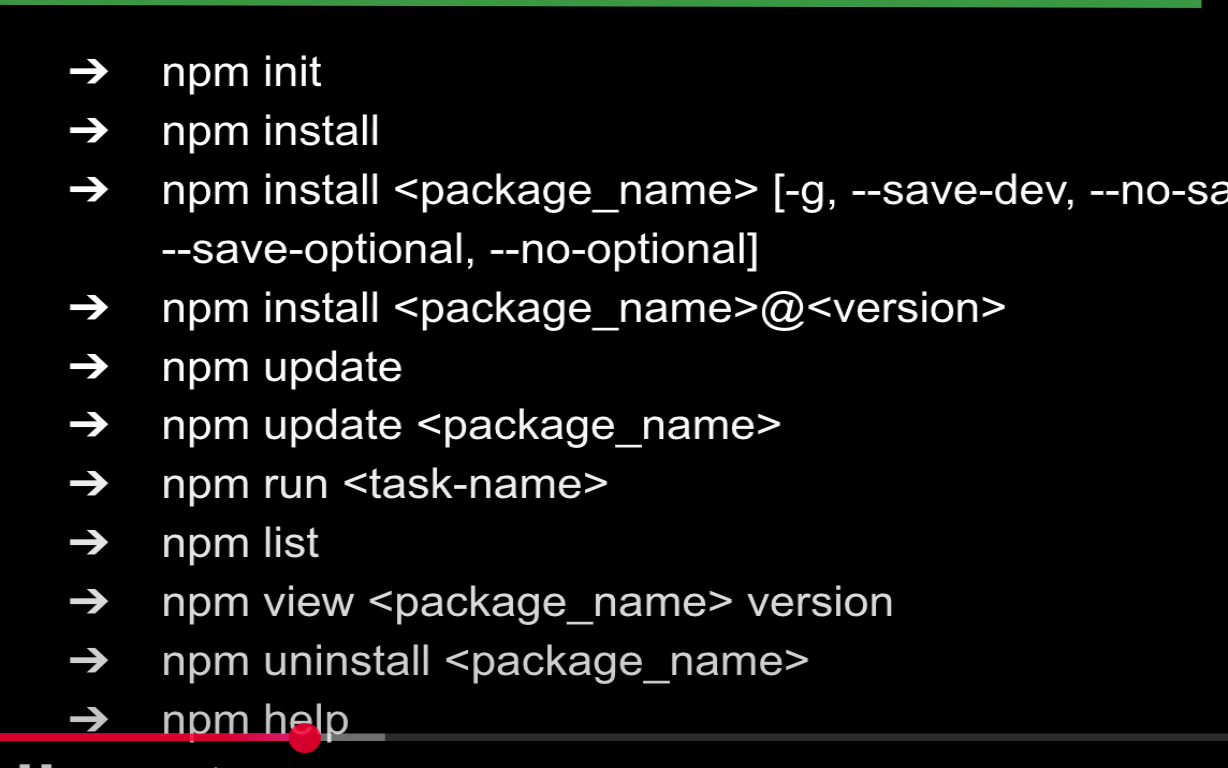 ➔ npm init
➔ npm install
➔ npm install <package_name> [-g, --save-dev, --no-sa
--save-optional, --no-optional]
➔ npm install <package_name>@<version>
➔ npm update
➔ npm update <package_name>
➔ npm run <task-name>
➔ npm list
➔ npm view <package_name> version
➔ npm uninstall <package_name>
➔ npm help